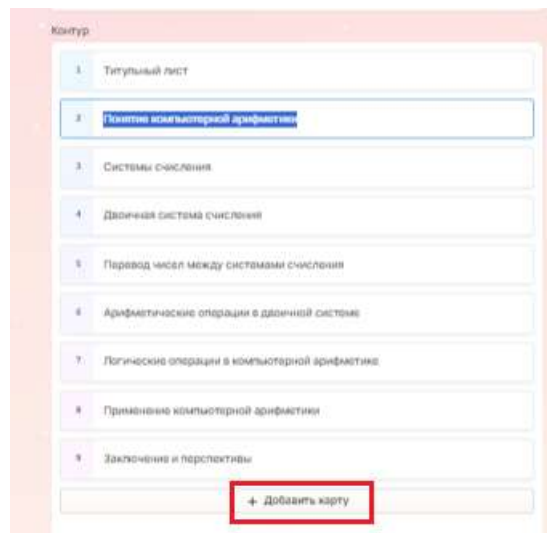 Контур
1 Титульный лист
2 Понятие компьютерной арифметики
3 Системы счисления
4 Двоичная система счисления
5 Перевод чисел между системами счисления
6 Арифметические операции в двоичной системе
7 Логические операции в компьютерной арифметике
8 Применение компьютерной арифметики
9 Заключение и перспективы
+ Добавить карту